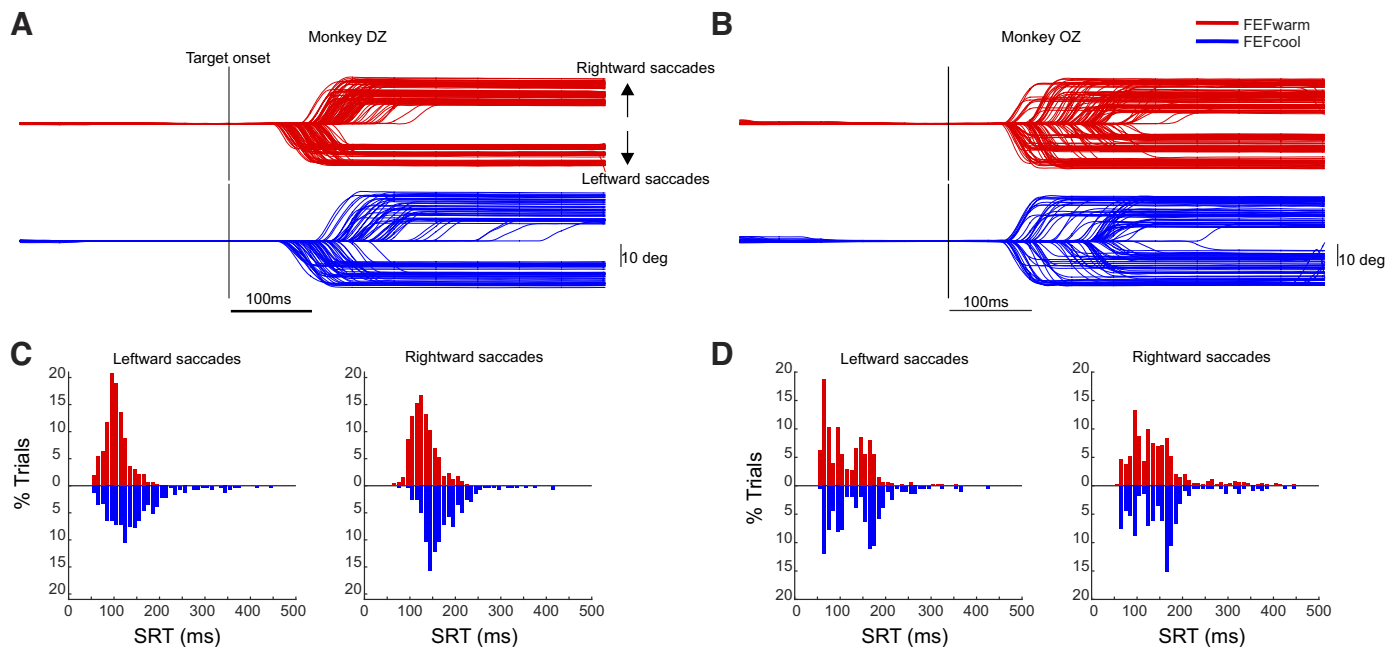 A
Monkey DZ
Target onset
Rightward saccades
Leftward saccades
10 deg
100ms
B
Monkey OZ
FEFwarm
FEFcool
10 deg
100ms
C
Leftward saccades
Rightward saccades
% Trials
20
15
10
5
0
5
10
15
20
0 100 200 300 400 500
SRT (ms)
20
15
10
5
0
5
10
15
20
0 100 200 300 400 500
SRT (ms)
D
Leftward saccades
Rightward saccades
% Trials
20
15
10
5
0
5
10
15
20
0 100 200 300 400 500
SRT (ms)
20
15
10
5
0
5
10
15
20
0 100 200 300 400 500
SRT (ms)